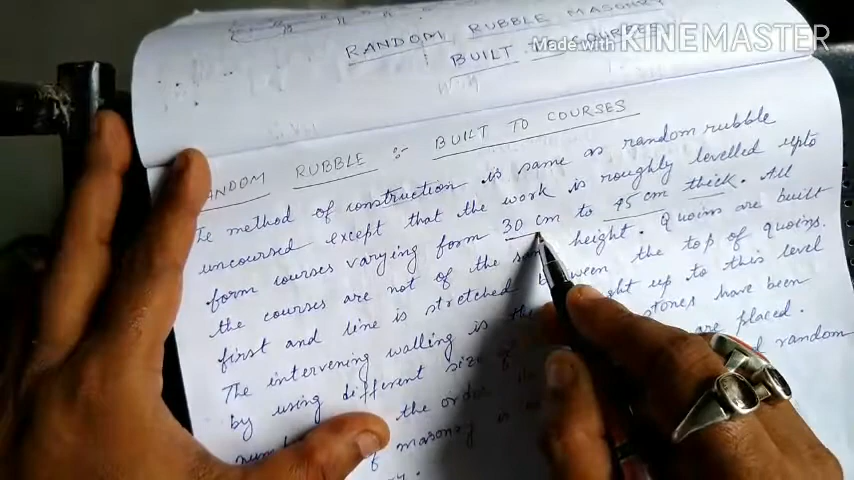 RANDOM RUBBLE MASONRY
BUILT TO COURSES
Made with KINEMASTER
RANDOM RUBBLE :- BUILT TO COURSES
The method of construction is same as random rubble
uncoursed except that the work is roughly levelled upto
form courses varying form 30 cm to 45 cm thick. All
the courses are not of the same height. Quoins are built
first and line is stretched between the top of quoins.
The intervening walling is up to this level
by using different size stones have been
the order are placed.
of masonry is random